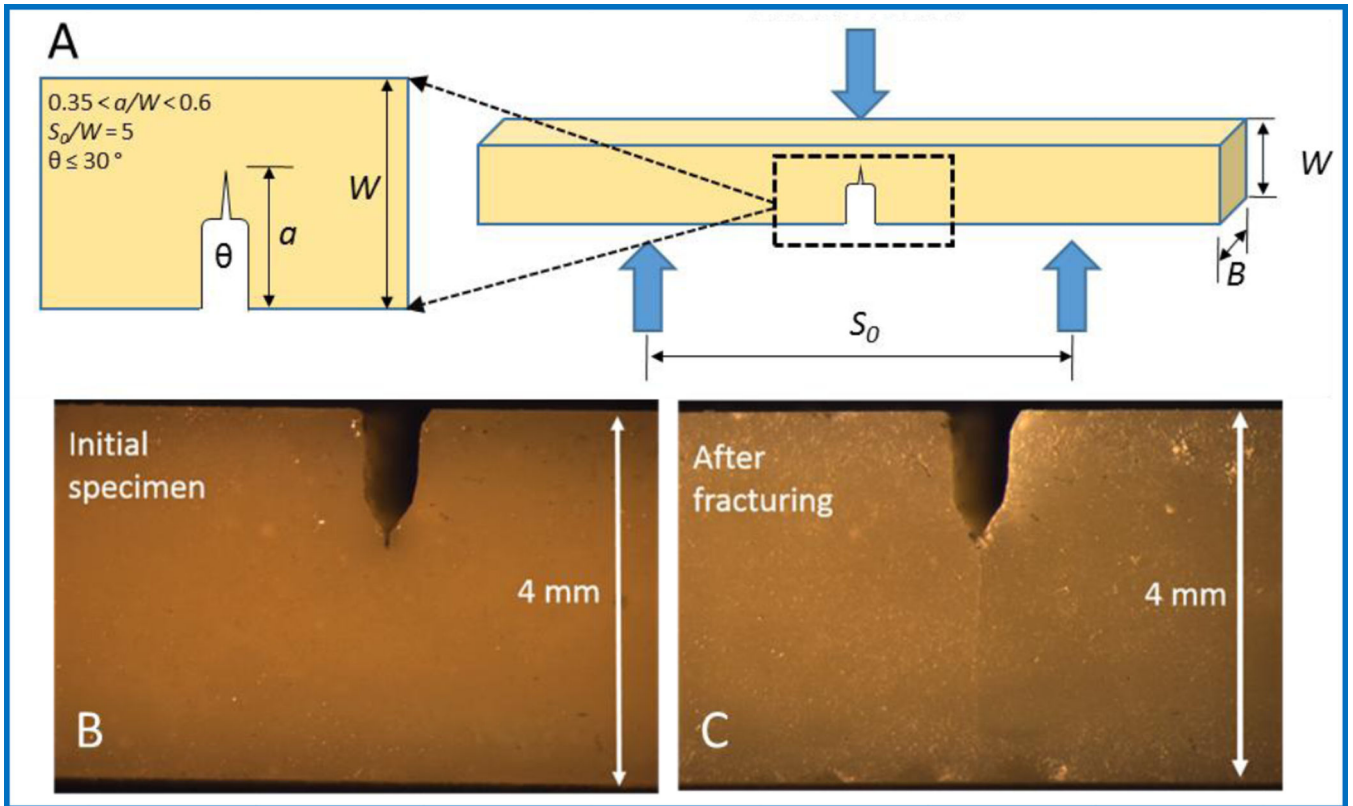 A
0.35 < a/W < 0.6
S₀/W = 5
θ ≤ 30 °
W
a
θ
W
B
S₀
Initial
specimen
4 mm
B
After
fracturing
4 mm
C